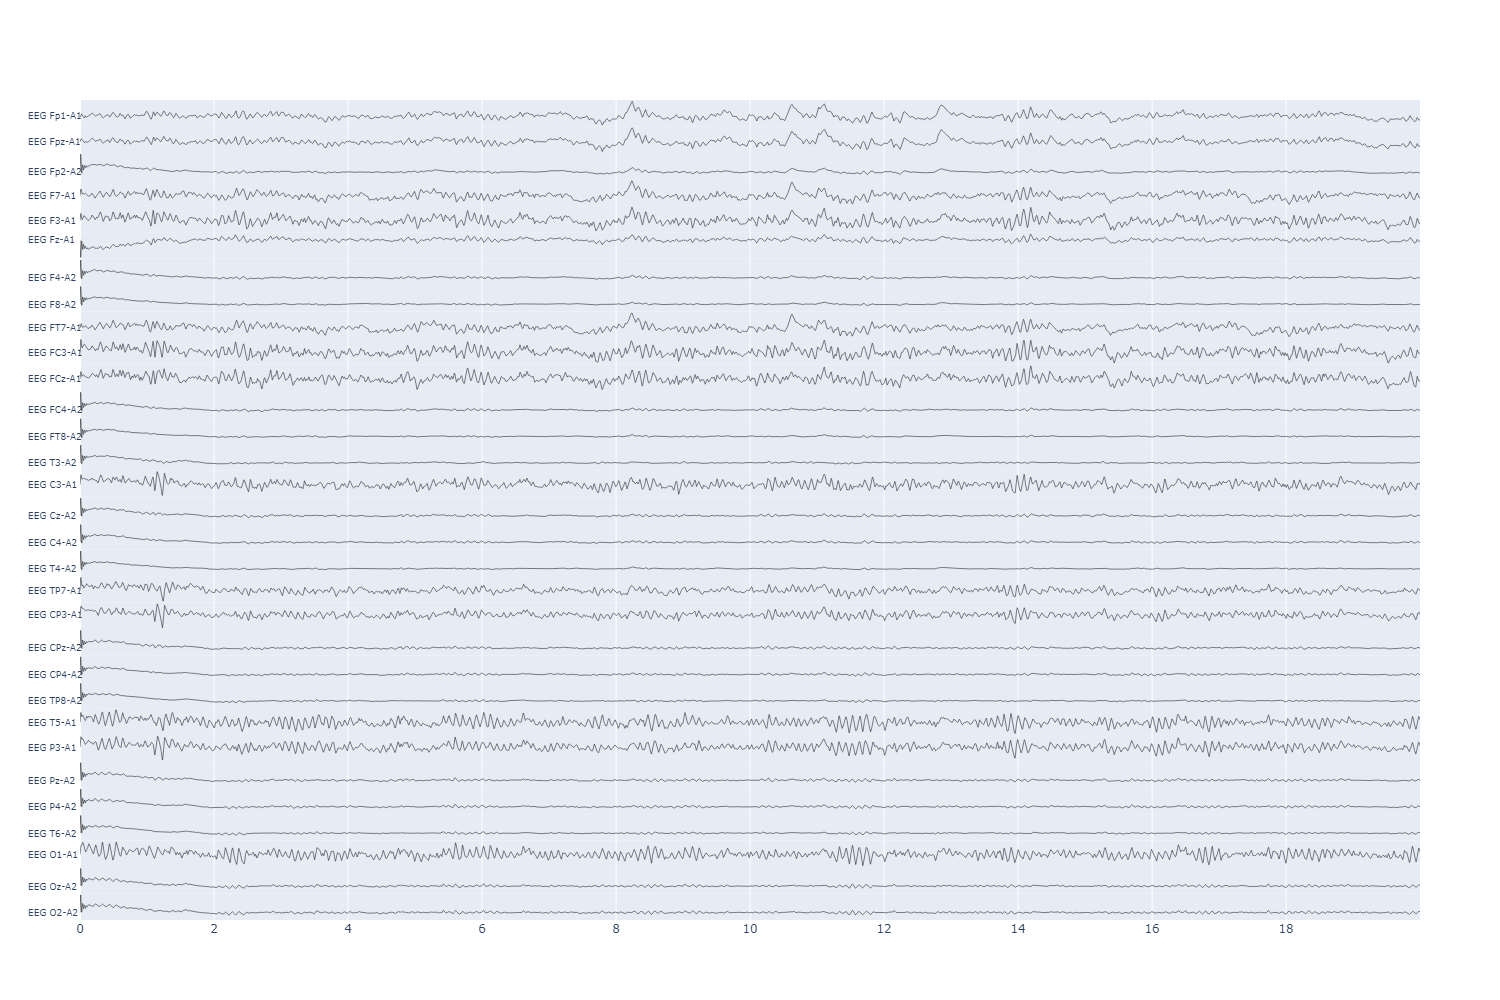 EEG Fp1-A1
EEG Fpz-A1
EEG Fp2-A2
EEG F7-A1
EEG F3-A1
EEG Fz-A1
EEG F4-A2
EEG F8-A2
EEG FT7-A1
EEG FC3-A1
EEG FCz-A1
EEG FC4-A2
EEG FT8-A2
EEG T3-A2
EEG C3-A1
EEG Cz-A2
EEG C4-A2
EEG T4-A2
EEG TP7-A1
EEG CP3-A1
EEG CPz-A2
EEG CP4-A2
EEG TP8-A2
EEG T5-A1
EEG P3-A1
EEG Pz-A2
EEG P4-A2
EEG T6-A2
EEG O1-A1
EEG Oz-A2
EEG O2-A2
0 2 4 6 8 10 12 14 16 18